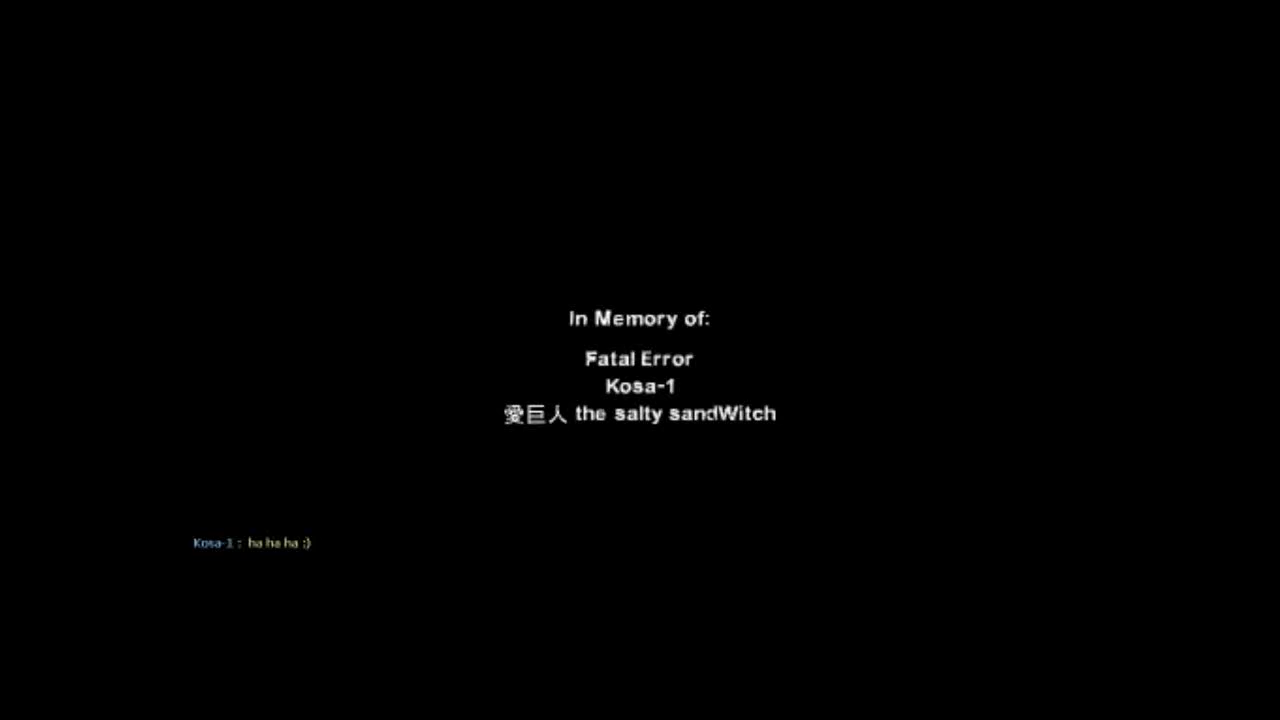 In Memory of:
Fatal Error
Kosa-1
愛巨人 the salty sandWitch
Kosa-1 : ha ha ha :)